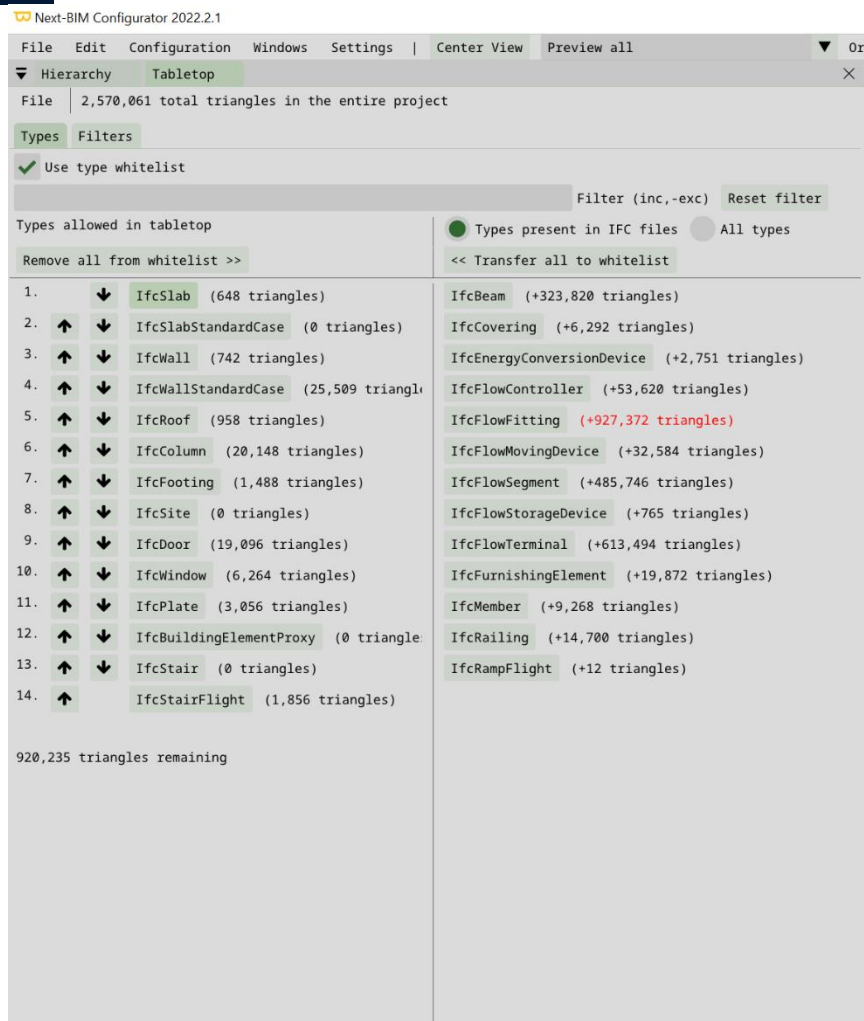 Next-BIM Configurator 2022.2.1
File Edit Configuration Windows Settings | Center View Preview all Or
Hierarchy Tabletop
File 2,570,061 total triangles in the entire project
Types Filters
Use type whitelist
Filter (inc,-exc) Reset filter
Types allowed in tabletop
Types present in IFC files All types
Remove all from whitelist >>
<< Transfer all to whitelist
1. IfcSlab (648 triangles)
2. IfcSlabStandardCase (0 triangles)
3. IfcWall (742 triangles)
4. IfcWallStandardCase (25,509 triangl
5. IfcRoof (958 triangles)
6. IfcColumn (20,148 triangles)
7. IfcFooting (1,488 triangles)
8. IfcSite (0 triangles)
9. IfcDoor (19,096 triangles)
10. IfcWindow (6,264 triangles)
11. IfcPlate (3,056 triangles)
12. IfcBuildingElementProxy (0 triangle
13. IfcStair (0 triangles)
14. IfcStairFlight (1,856 triangles)
920,235 triangles remaining
IfcBeam (+323,820 triangles)
IfcCovering (+6,292 triangles)
IfcEnergyConversionDevice (+2,751 triangles)
IfcFlowController (+53,620 triangles)
IfcFlowFitting (+927,372 triangles)
IfcFlowMovingDevice (+32,584 triangles)
IfcFlowSegment (+485,746 triangles)
IfcFlowStorageDevice (+765 triangles)
IfcFlowTerminal (+613,494 triangles)
IfcFurnishingElement (+19,872 triangles)
IfcMember (+9,268 triangles)
IfcRailing (+14,700 triangles)
IfcRampFlight (+12 triangles)